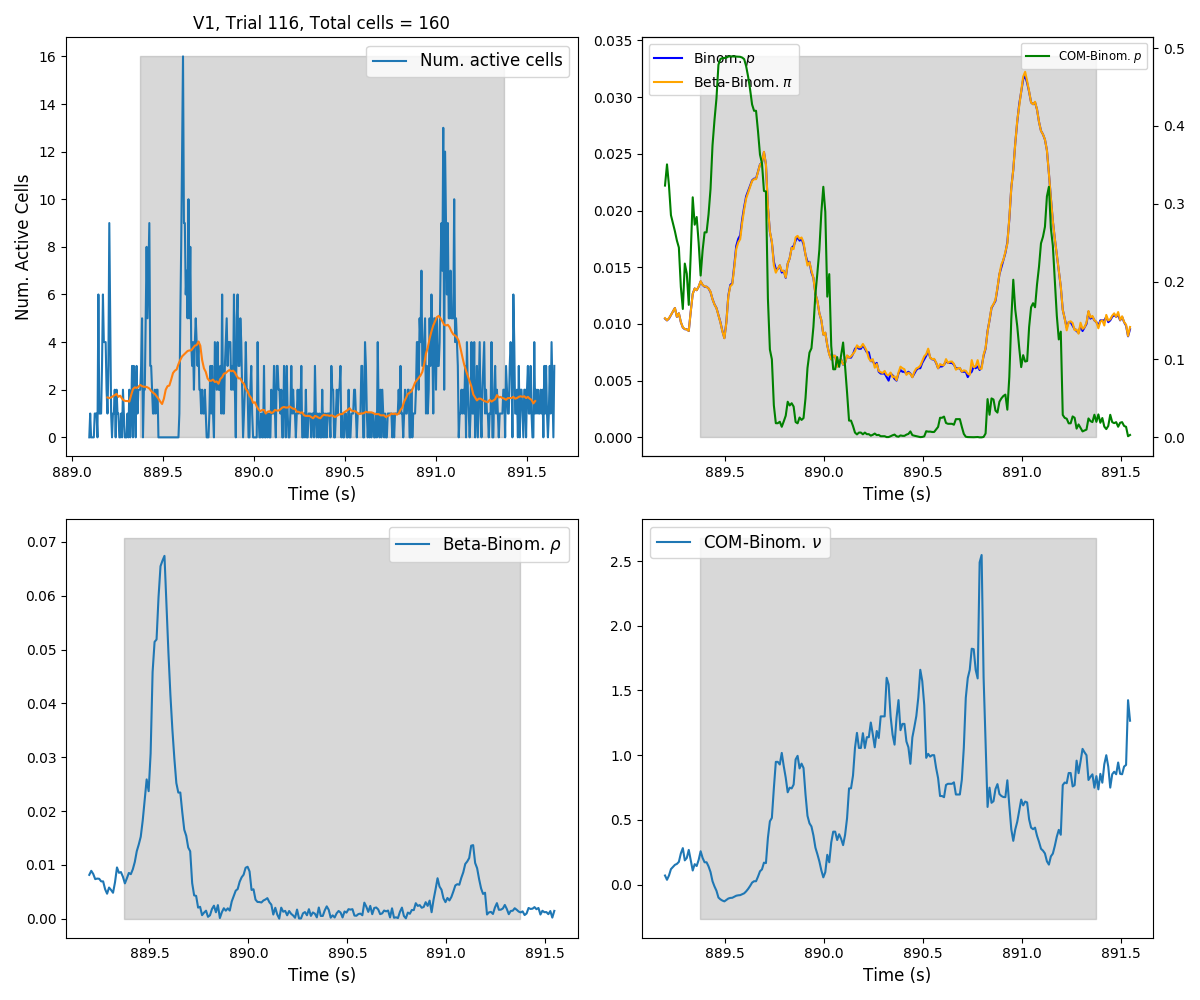 V1, Trial 116, Total cells = 160
Num. Active Cells
16
14
12
10
8
6
4
2
0
Num. active cells
889.0 889.5 890.0 890.5 891.0 891.5
Time (s)
0.035
0.030
0.025
0.020
0.015
0.010
0.005
0.000
Binom. p
Beta-Binom. π
COM-Binom. p
0.5
0.4
0.3
0.2
0.1
0.0
889.5 890.0 890.5 891.0 891.5
Time (s)
0.07
0.06
0.05
0.04
0.03
0.02
0.01
0.00
Beta-Binom. ρ
889.5 890.0 890.5 891.0 891.5
Time (s)
2.5
2.0
1.5
1.0
0.5
0.0
COM-Binom. ν
889.5 890.0 890.5 891.0 891.5
Time (s)